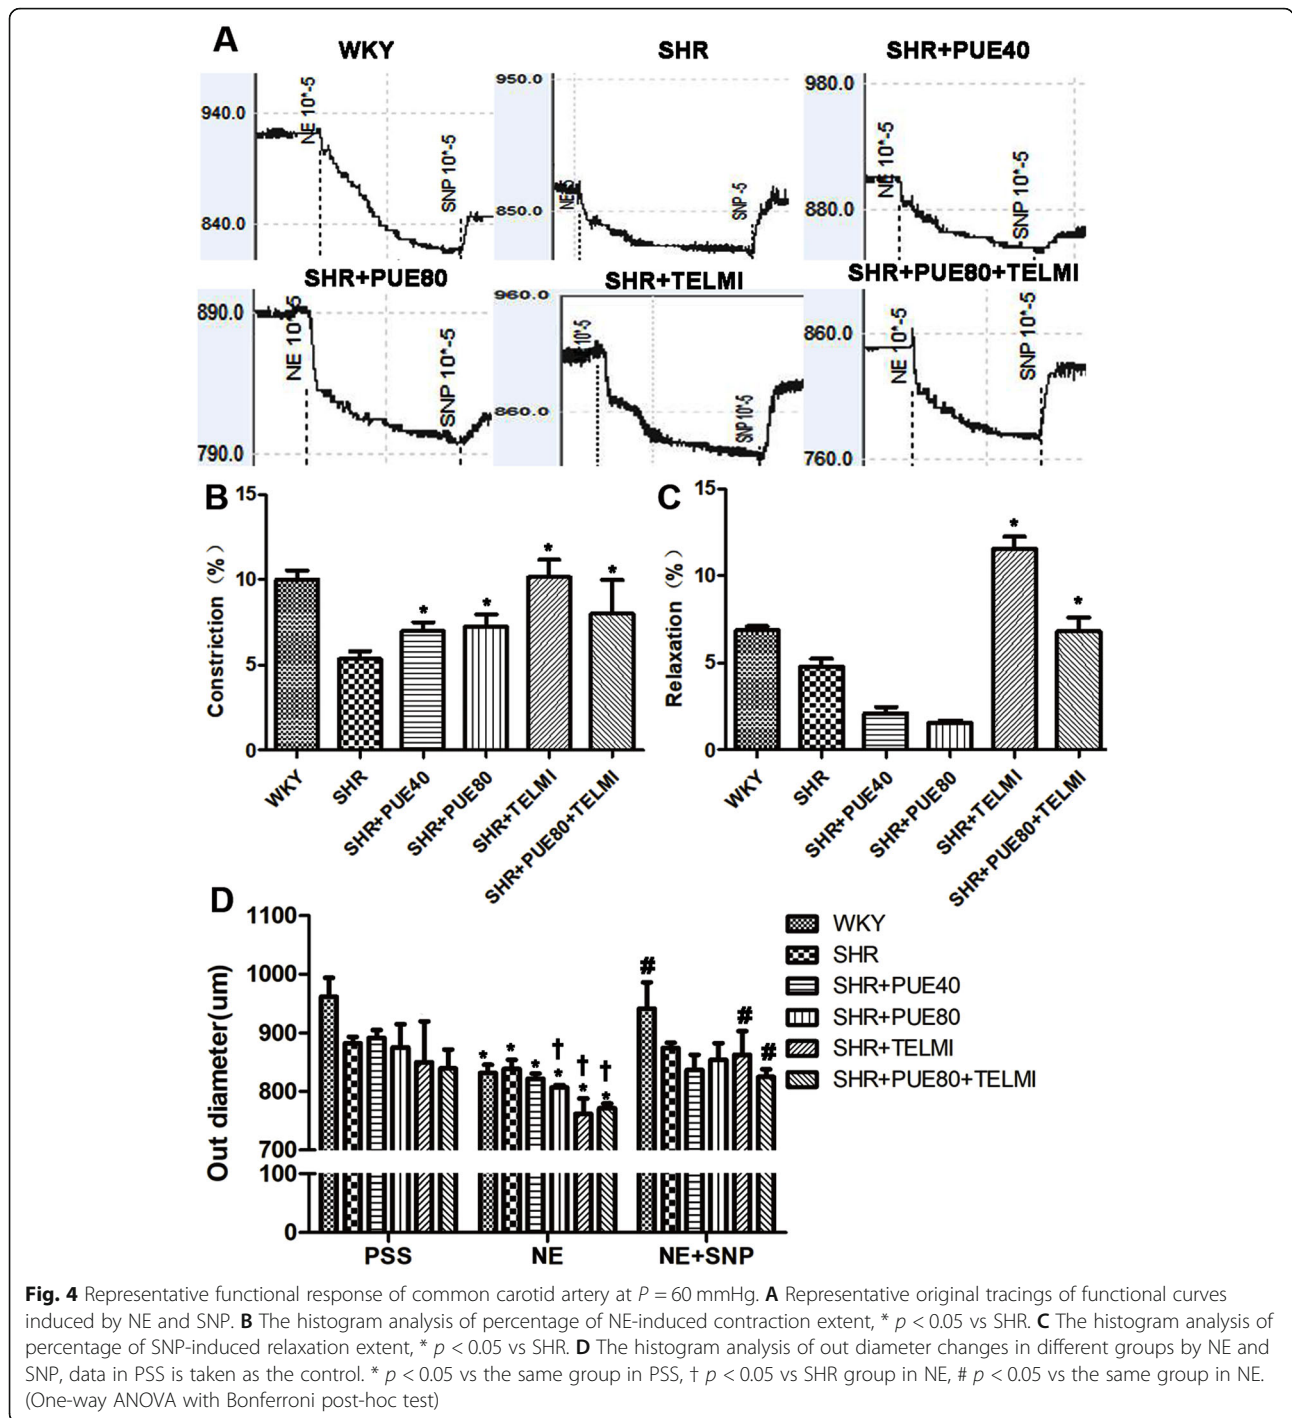 A
WKY
SHR
SHR+PUE40
940.0
840.0
NE 10^-5
SNP 10^-5
950.0
850.0
SNP -5
980.0
880.0
NE 10^-5
SNP 10^-5
SHR+PUE80
SHR+TELMI
SHR+PUE80+TELMI
890.0
790.0
NE 10^-5
SNP 10^-5
960.0
860.0
10^-5
SNP 10^-5
860.0
760.0
NE 10^-5
SNP 10^-5
B
Constriction (%)
15
10
5
0
*
*
*
*
WKY
SHR
SHR+PUE40
SHR+PUE80
SHR+TELMI
SHR+PUE80+TELMI
C
Relaxation (%)
15
10
5
0
*
*
WKY
SHR
SHR+PUE40
SHR+PUE80
SHR+TELMI
SHR+PUE80+TELMI
D
Out diameter(um)
1100
1000
900
800
700
100
0
* * * † * † * † *
# # #
PSS
NE
NE+SNP
WKY
SHR
SHR+PUE40
SHR+PUE80
SHR+TELMI
SHR+PUE80+TELMI
Fig. 4 Representative functional response of common carotid artery at P = 60 mmHg. A Representative original tracings of functional curves
induced by NE and SNP. B The histogram analysis of percentage of NE-induced contraction extent, * p < 0.05 vs SHR. C The histogram analysis of
percentage of SNP-induced relaxation extent, * p < 0.05 vs SHR. D The histogram analysis of out diameter changes in different groups by NE and
SNP, data in PSS is taken as the control. * p < 0.05 vs the same group in PSS, † p < 0.05 vs SHR group in NE, # p < 0.05 vs the same group in NE.
(One-way ANOVA with Bonferroni post-hoc test)